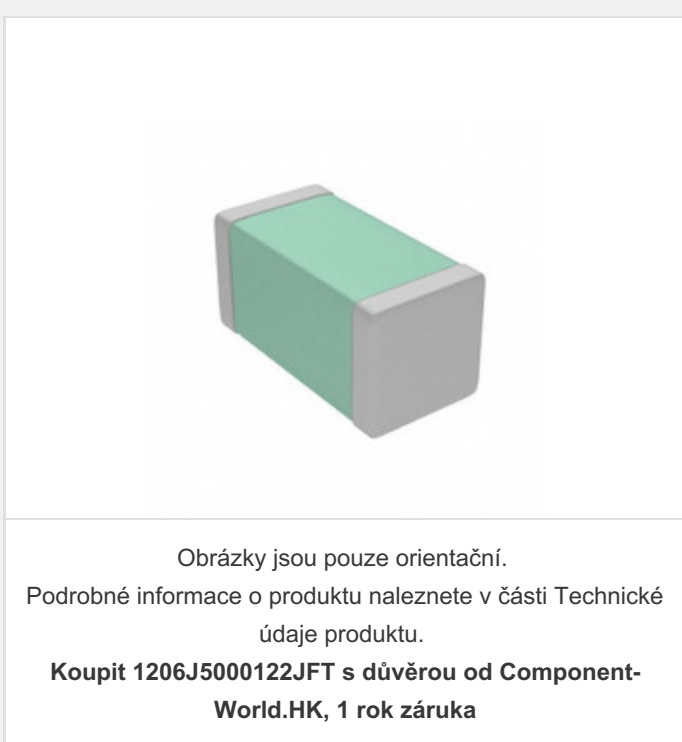 Obrázky jsou pouze orientační.
Podrobné informace o produktu naleznete v části Technické
údaje produktu.
Koupit 1206J5000122JFT s důvěrou od Component-
World.HK, 1 rok záruka